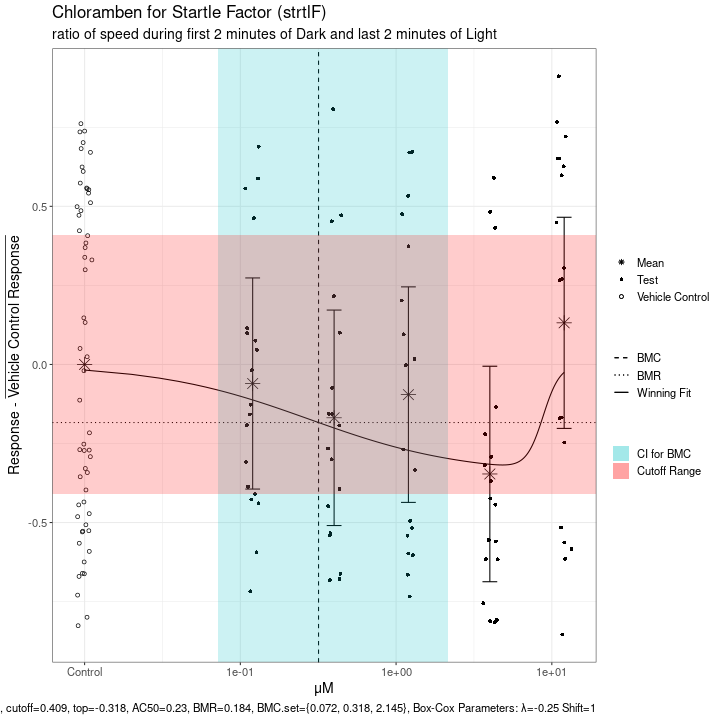 Chloramben for Startle Factor (strtlF)
ratio of speed during first 2 minutes of Dark and last 2 minutes of Light
Response - Vehicle Control Response
0.5
0.0
-0.5
Control
1e-01
1e+00
1e+01
μM
Mean
Test
Vehicle Control
BMC
BMR
Winning Fit
CI for BMC
Cutoff Range
, cutoff=0.409, top=-0.318, AC50=0.23, BMR=0.184, BMC.set={0.072, 0.318, 2.145}, Box-Cox Parameters: λ=-0.25 Shift=1